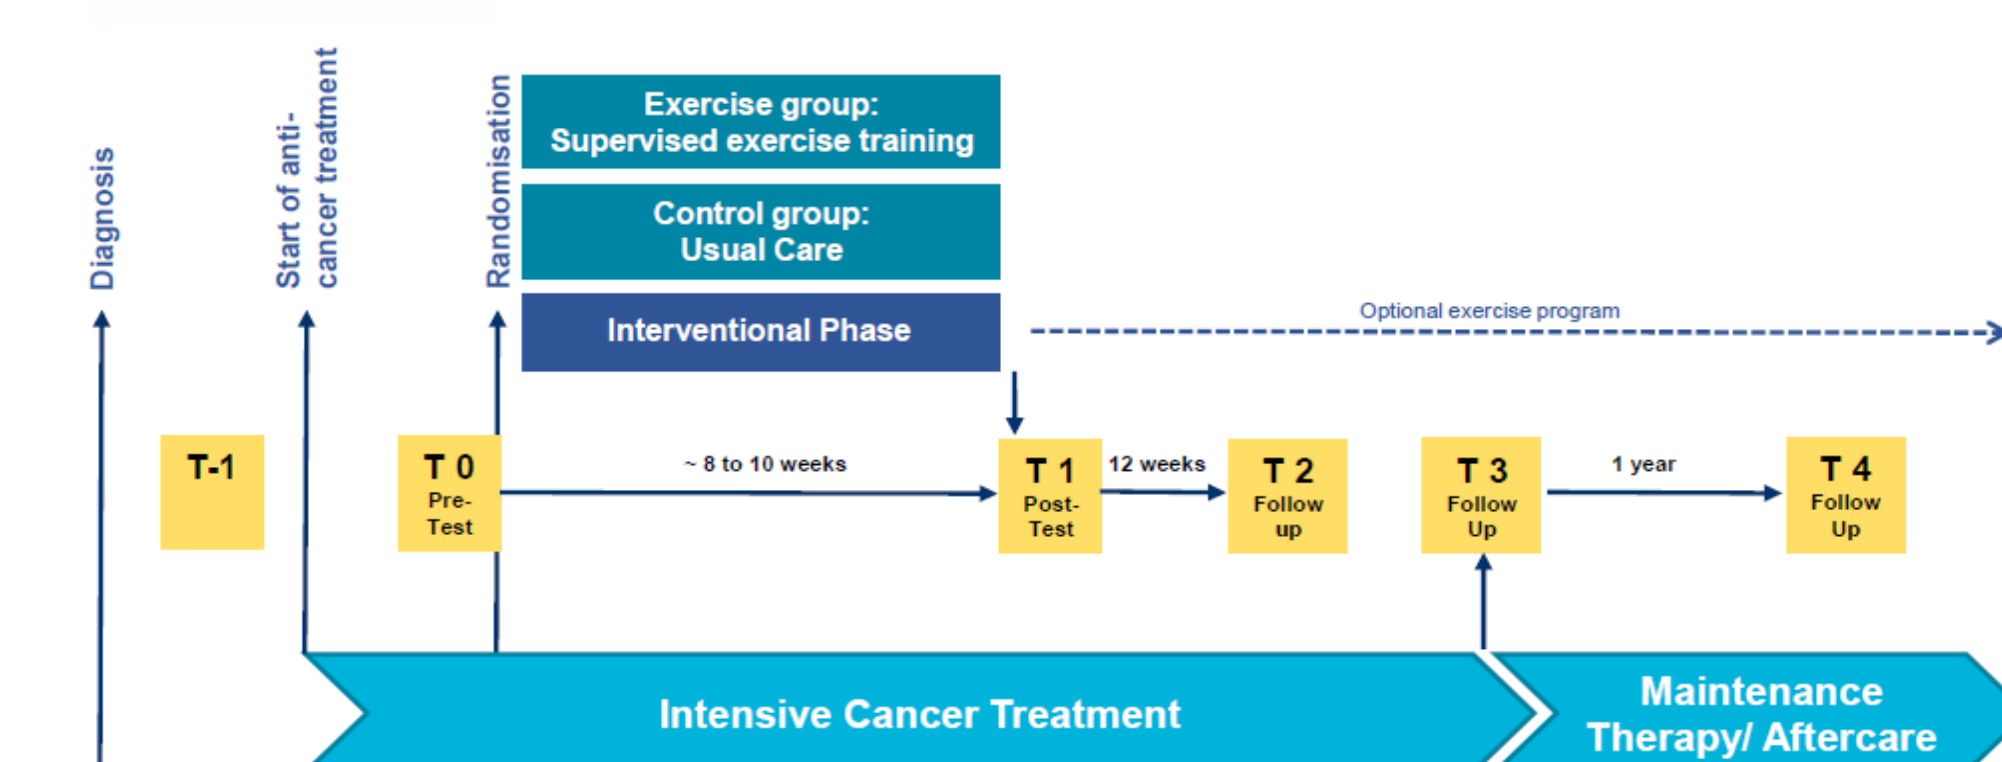 Diagnosis
Start of anti-
cancer treatment
Randomisation
Exercise group:
Supervised exercise training
Control group:
Usual Care
Interventional Phase
Optional exercise program
T-1
T 0
Pre-
Test
~ 8 to 10 weeks
T 1
Post-
Test
12 weeks
T 2
Follow
up
T 3
Follow
Up
1 year
T 4
Follow
Up
Intensive Cancer Treatment
Maintenance
Therapy/ Aftercare